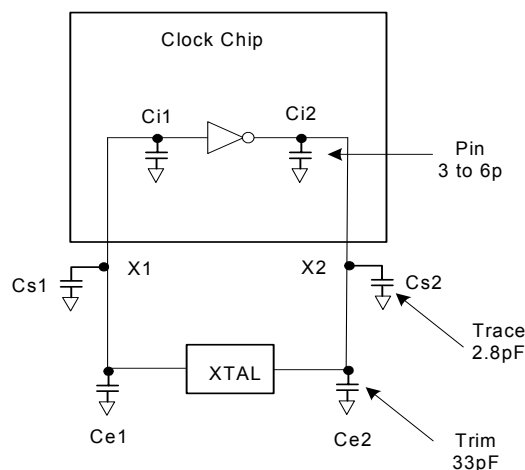 Clock Chip
Ci1
Ci2
Pin
3 to 6p
X1
X2
Cs1
Cs2
Trace
2.8pF
XTAL
Ce1
Ce2
Trim
33pF